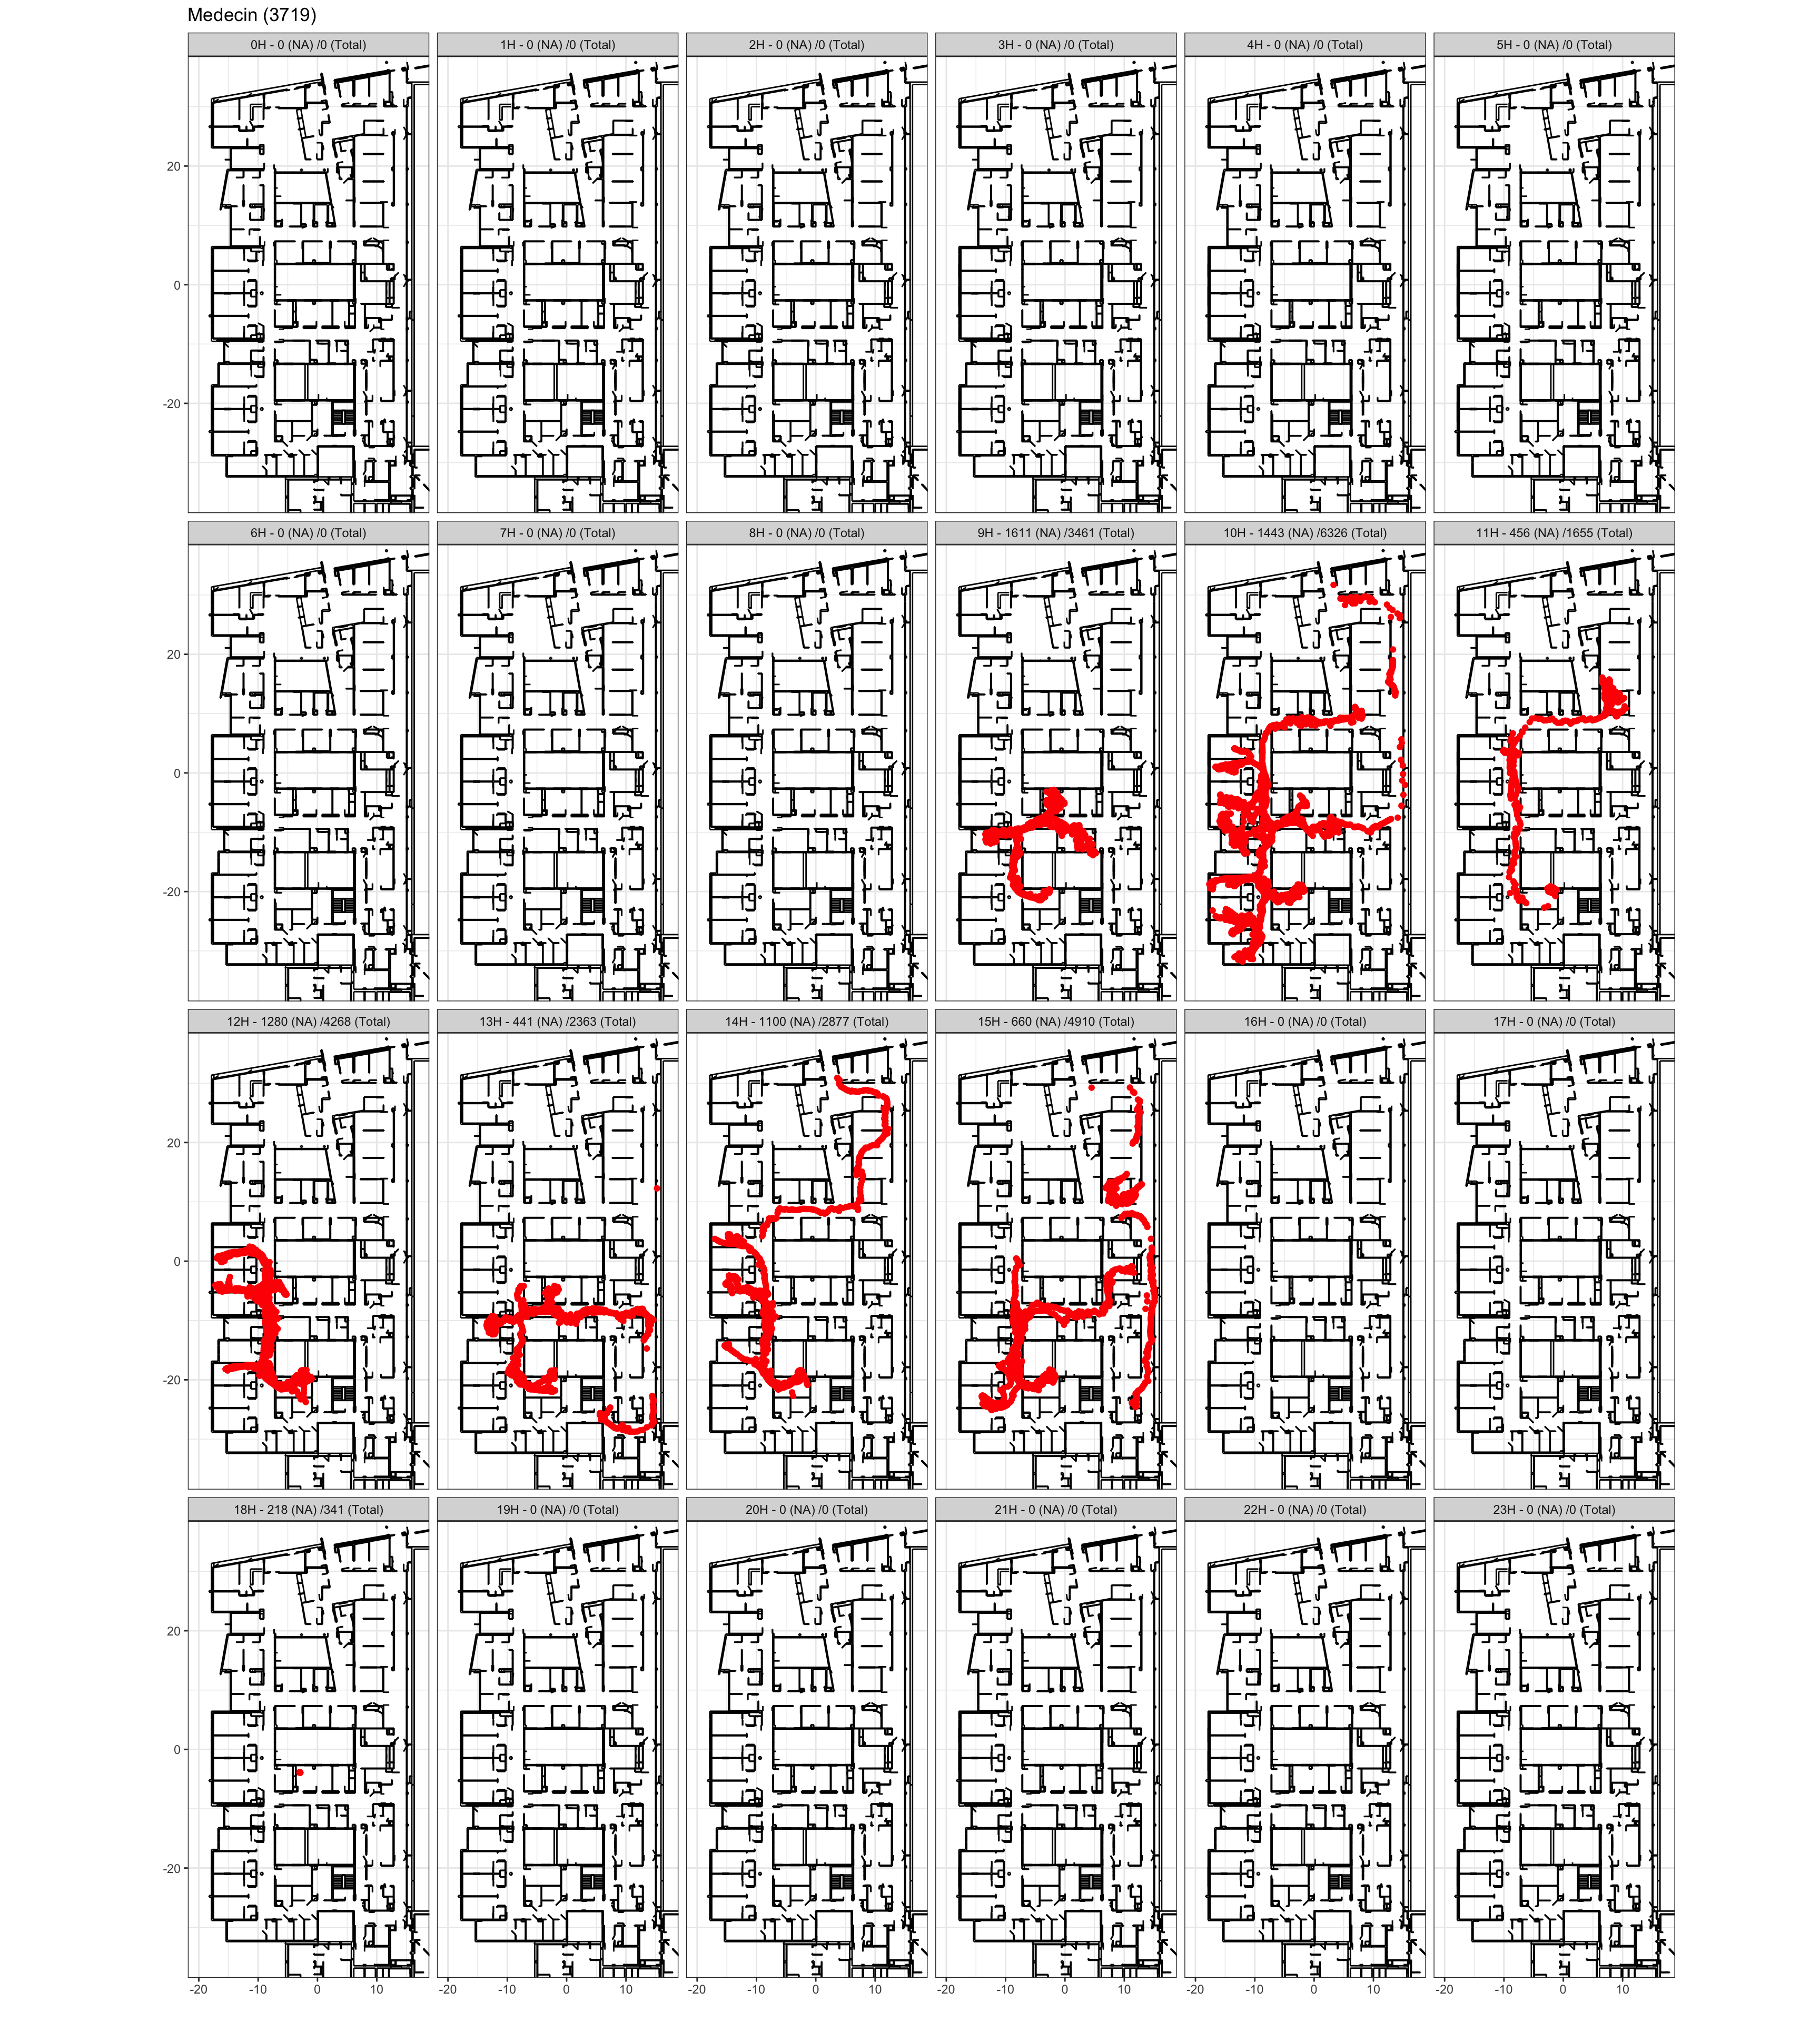 Medecin (3719)
0H - 0 (NA) /0 (Total)
1H - 0 (NA) /0 (Total)
2H - 0 (NA) /0 (Total)
3H - 0 (NA) /0 (Total)
4H - 0 (NA) /0 (Total)
5H - 0 (NA) /0 (Total)
20
0
-20
6H - 0 (NA) /0 (Total)
7H - 0 (NA) /0 (Total)
8H - 0 (NA) /0 (Total)
9H - 1611 (NA) /3461 (Total)
10H - 1443 (NA) /6326 (Total)
11H - 456 (NA) /1655 (Total)
20
0
-20
12H - 1280 (NA) /4268 (Total)
13H - 441 (NA) /2363 (Total)
14H - 1100 (NA) /2877 (Total)
15H - 660 (NA) /4910 (Total)
16H - 0 (NA) /0 (Total)
17H - 0 (NA) /0 (Total)
20
0
-20
18H - 218 (NA) /341 (Total)
19H - 0 (NA) /0 (Total)
20H - 0 (NA) /0 (Total)
21H - 0 (NA) /0 (Total)
22H - 0 (NA) /0 (Total)
23H - 0 (NA) /0 (Total)
20
0
-20
-20 -10 0 10
-20 -10 0 10
-20 -10 0 10
-20 -10 0 10
-20 -10 0 10
-20 -10 0 10